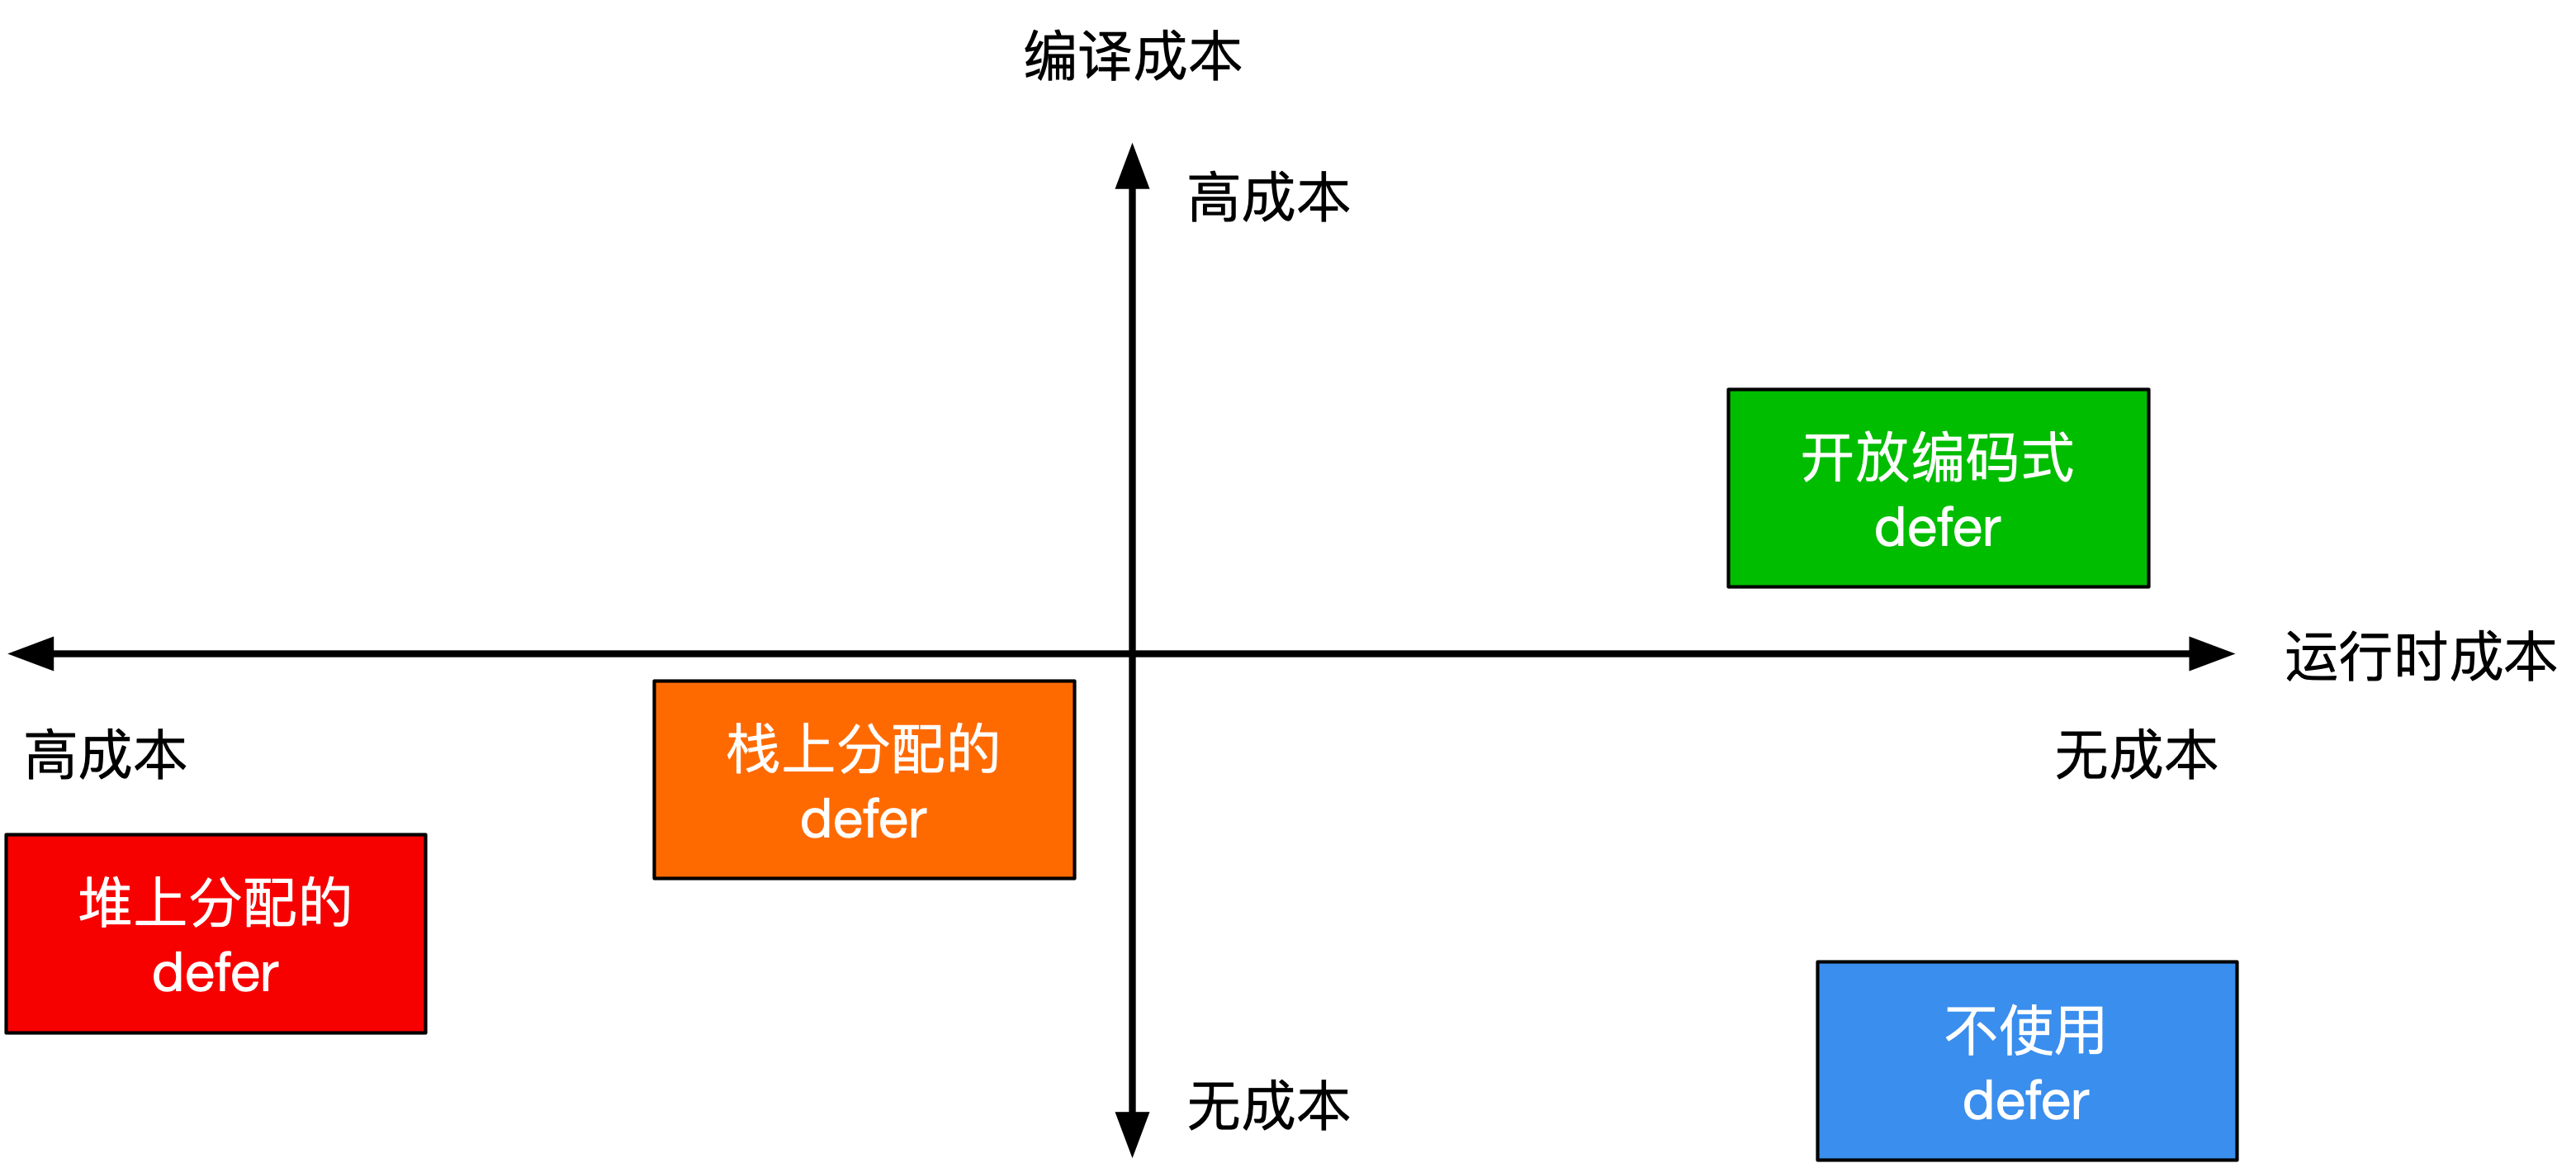 编译成本
高成本
开放编码式
defer
运行时成本
高成本
无成本
栈上分配的
defer
堆上分配的
defer
不使用
defer
无成本